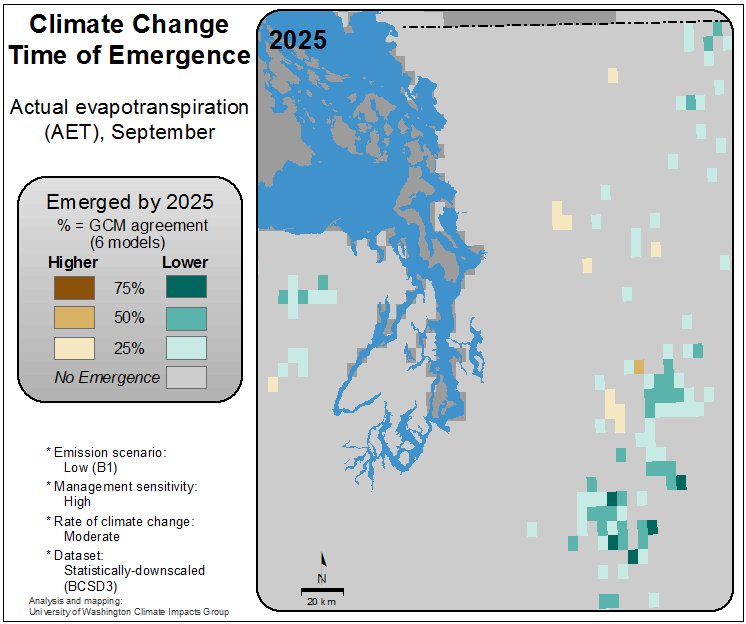 Climate Change
Time of Emergence
Actual evapotranspiration
(AET), September
Emerged by 2025
% = GCM agreement
(6 models)
Higher Lower
75%
50%
25%
No Emergence
* Emission scenario:
Low (B1)
* Management sensitivity:
High
* Rate of climate change:
Moderate
* Dataset:
Statistically-downscaled
(BCSD3)
Analysis and mapping:
University of Washington Climate Impacts Group
2025
N
20 km